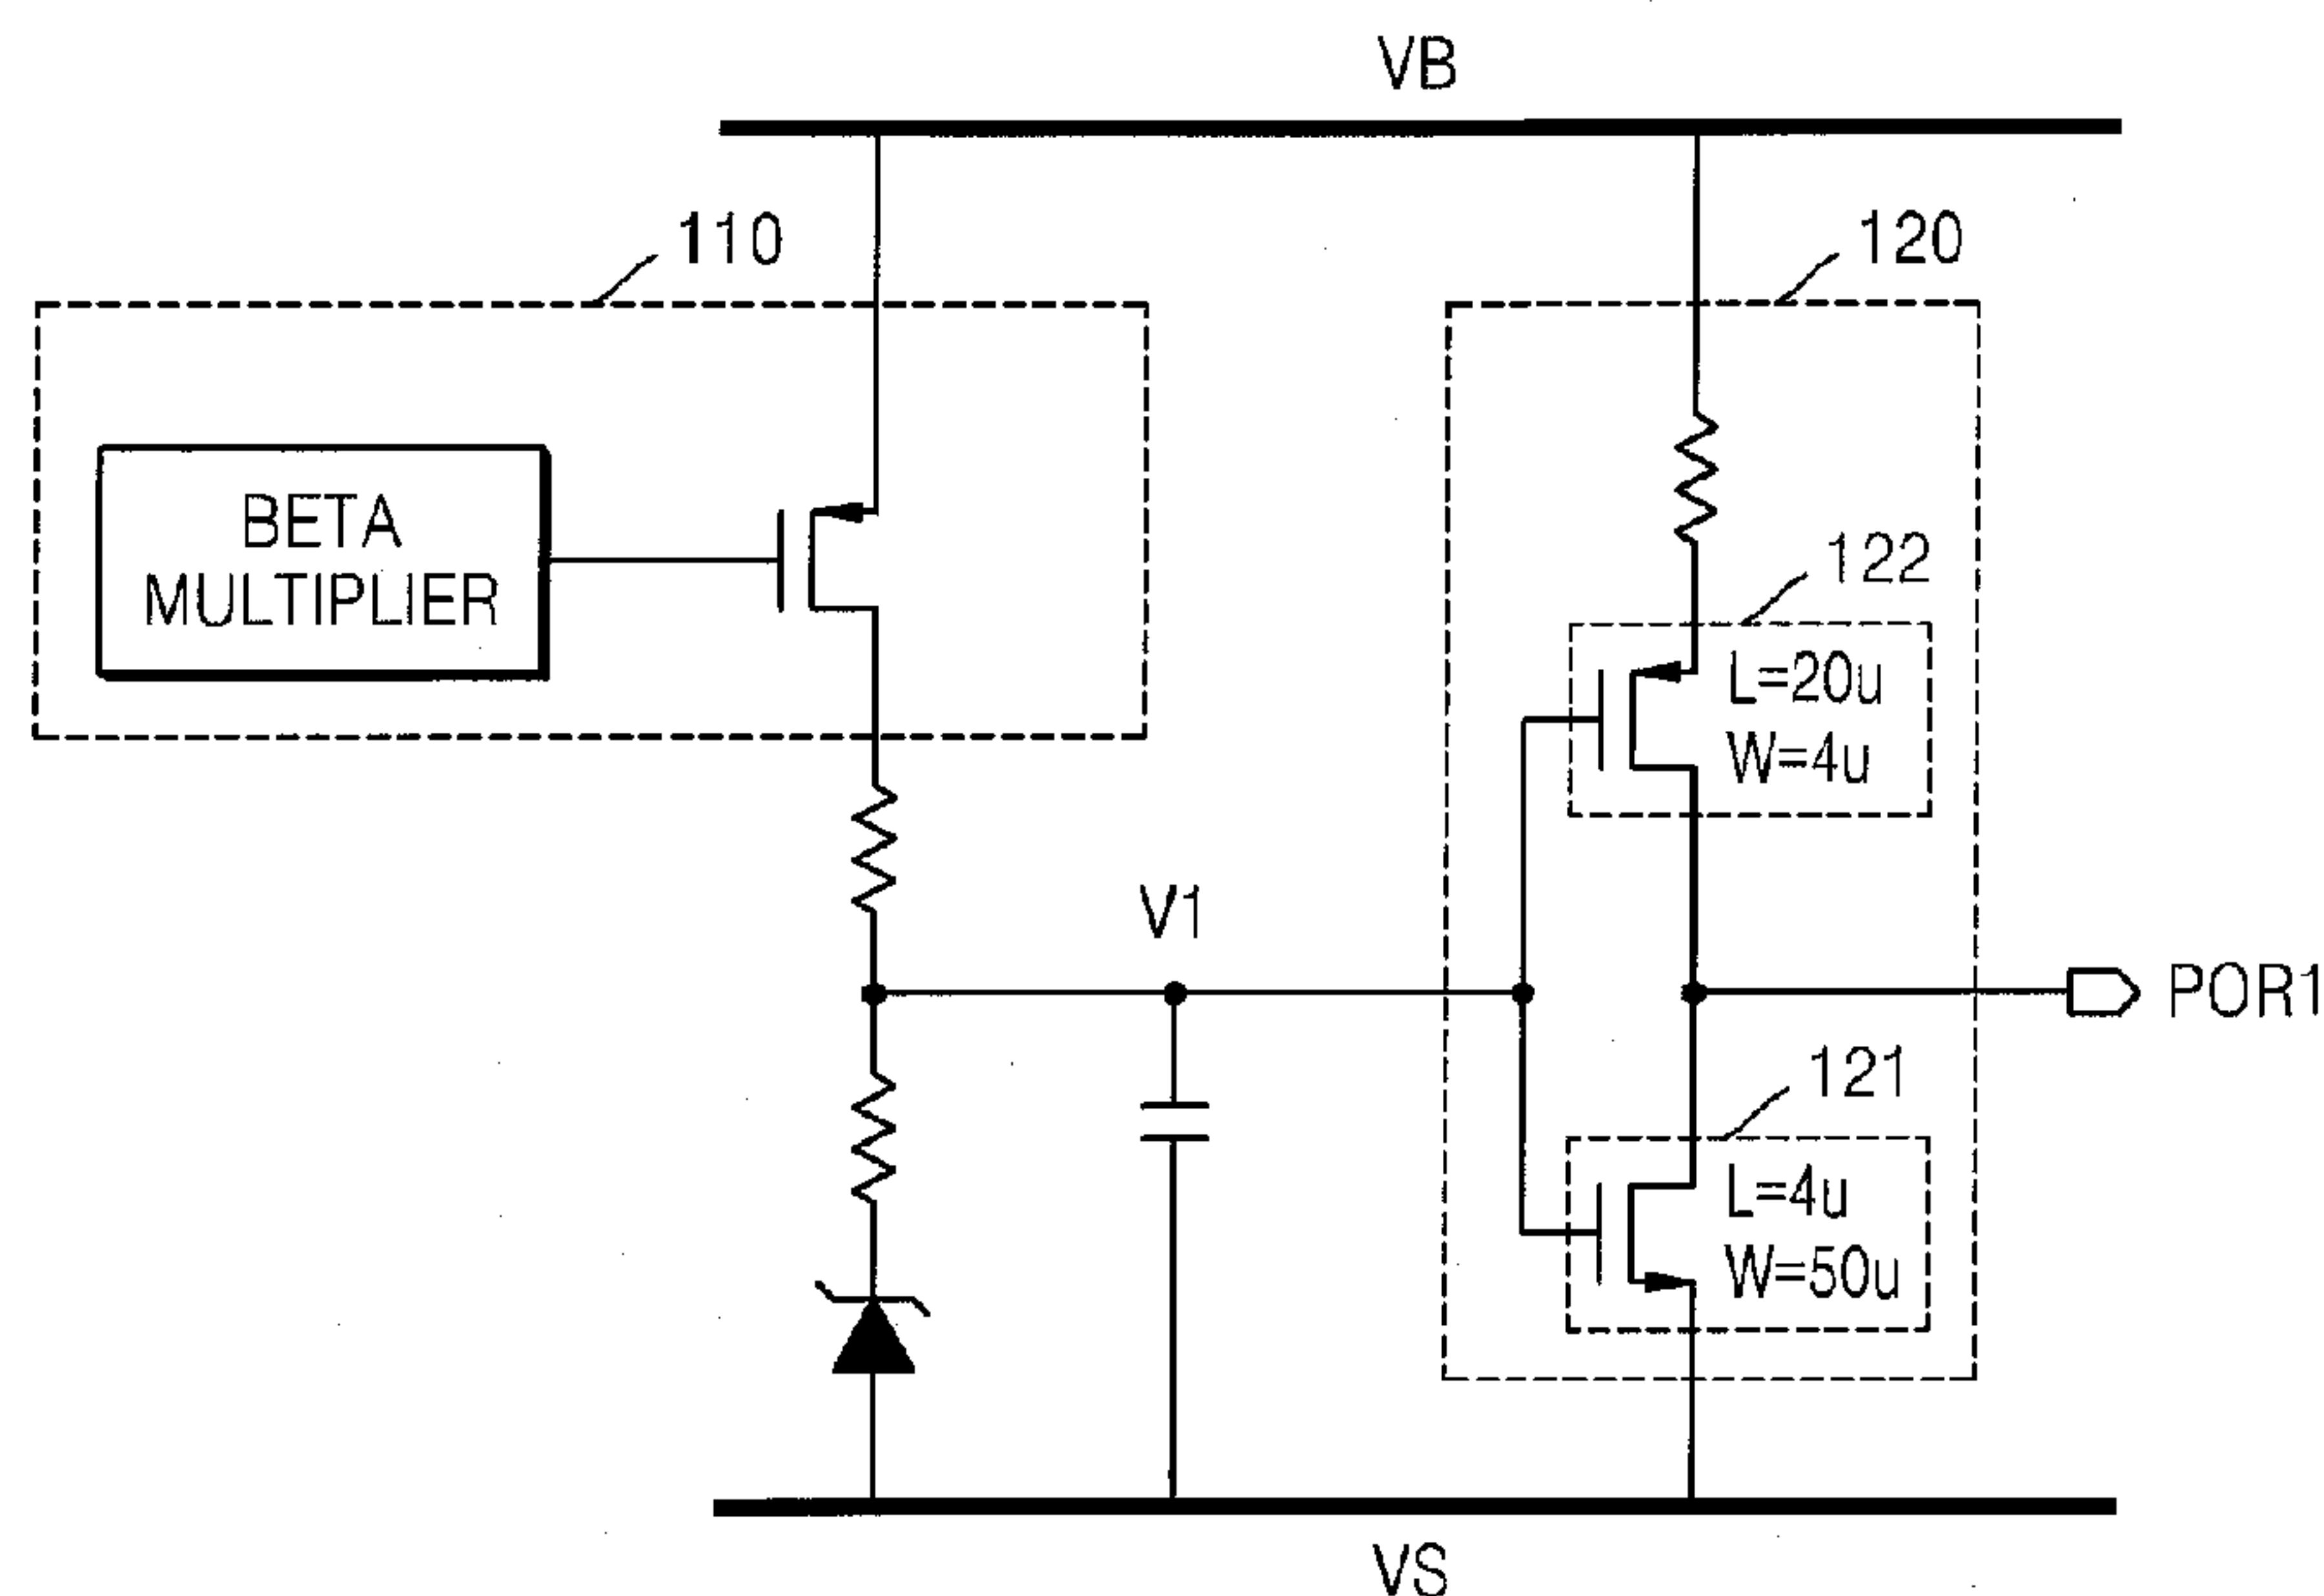 VB
110
120
BETA
MULTIPLIER
122
L=20u
W=4u
V1
POR1
121
L=4u
W=50u
VS